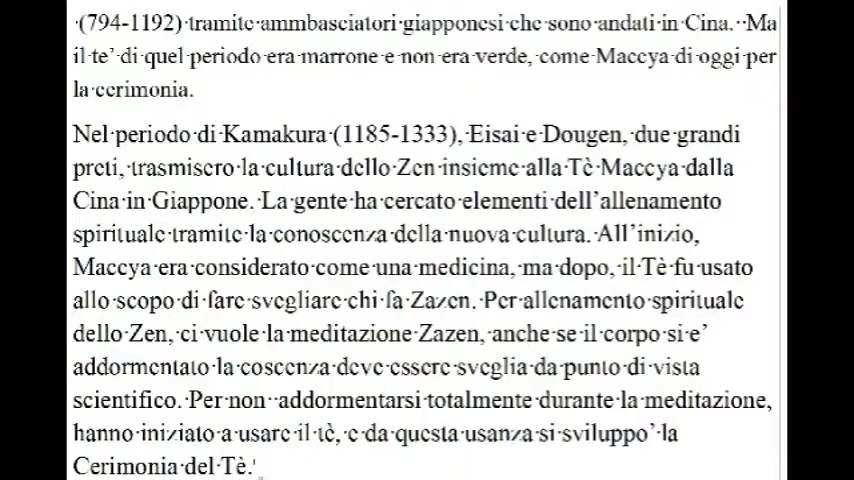 (794-1192) tramite ammbasciatori giapponesi che sono andati in Cina.  Ma
il te' di quel periodo era marrone e non era verde, come Maccya di oggi per
la cerimonia.
Nel periodo di Kamakura (1185-1333), Eisai e Dougen, due grandi
preti, trasmisero la cultura dello Zen insieme alla Tè Maccya dalla
Cina in Giappone.  La gente ha cercato elementi dell'allenamento
spirituale tramite la conoscenza della nuova cultura.  All'inizio,
Maccya era considerato come una medicina, ma dopo, il Tè fu usato
allo scopo di fare svegliare chi fa Zazen.  Per allenamento spirituale
dello Zen, ci vuole la meditazione Zazen, anche se il corpo si e'
addormentato la coscenza deve essere sveglia da punto di vista
scientifico.  Per non  addormentarsi totalmente durante la meditazione,
hanno iniziato a usare il tè, e da questa usanza si sviluppo' la
Cerimonia del Tè.'